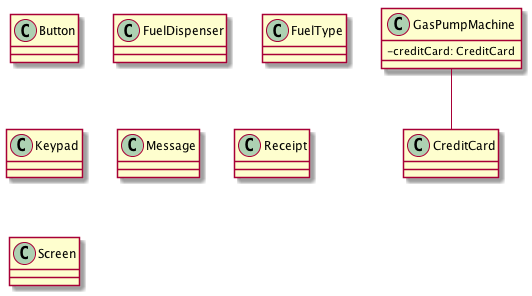 C Button
C FuelDispenser
C FuelType
C GasPumpMachine
-creditCard: CreditCard
C Keypad
C Message
C Receipt
C CreditCard
C Screen